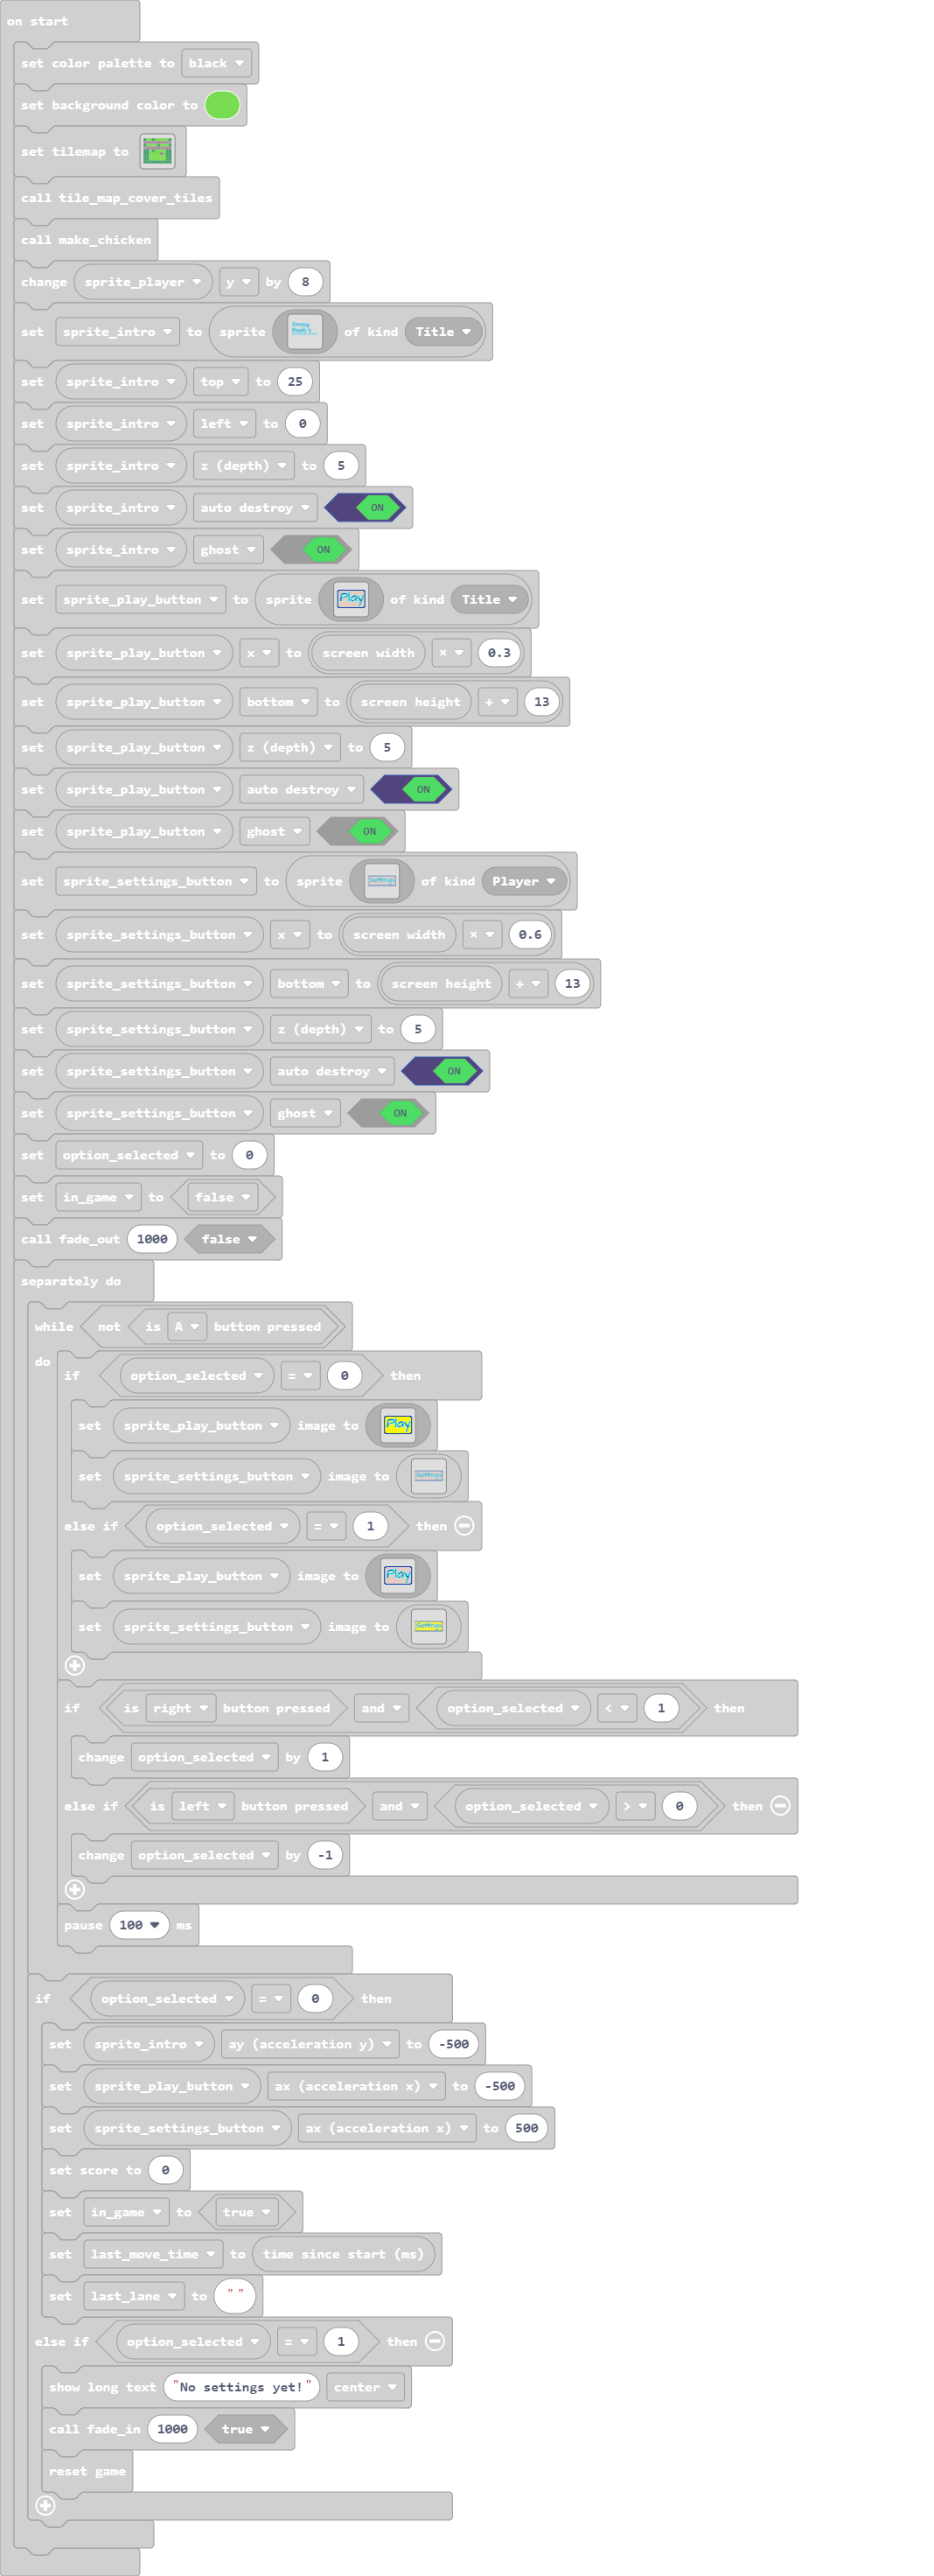 on start
set color palette to black
set background color to
set tilemap to
call tile_map_cover_tiles
call make_chicken
change sprite_player y by 8
set sprite_intro to sprite of kind Title
set sprite_intro top to 25
set sprite_intro left to 0
set sprite_intro z (depth) to 5
set sprite_intro auto destroy ON
set sprite_intro ghost ON
set sprite_play_button to sprite Play of kind Title
set sprite_play_button x to screen width × 0.3
set sprite_play_button bottom to screen height + 13
set sprite_play_button z (depth) to 5
set sprite_play_button auto destroy ON
set sprite_play_button ghost ON
set sprite_settings_button to sprite Settings of kind Player
set sprite_settings_button x to screen width × 0.6
set sprite_settings_button bottom to screen height + 13
set sprite_settings_button z (depth) to 5
set sprite_settings_button auto destroy ON
set sprite_settings_button ghost ON
set option_selected to 0
set in_game to false
call fade_out 1000 false
separately do
while not is A button pressed
do
if option_selected = 0 then
set sprite_play_button image to Play
set sprite_settings_button image to Settings
else if option_selected = 1 then
set sprite_play_button image to Play
set sprite_settings_button image to Settings
if is right button pressed and option_selected < 1 then
change option_selected by 1
else if is left button pressed and option_selected > 0 then
change option_selected by -1
pause 100 ms
if option_selected = 0 then
set sprite_intro ay (acceleration y) to -500
set sprite_play_button ax (acceleration x) to -500
set sprite_settings_button ax (acceleration x) to 500
set score to 0
set in_game to true
set last_move_time to time since start (ms)
set last_lane to " "
else if option_selected = 1 then
show long text "No settings yet!" center
call fade_in 1000 true
reset game